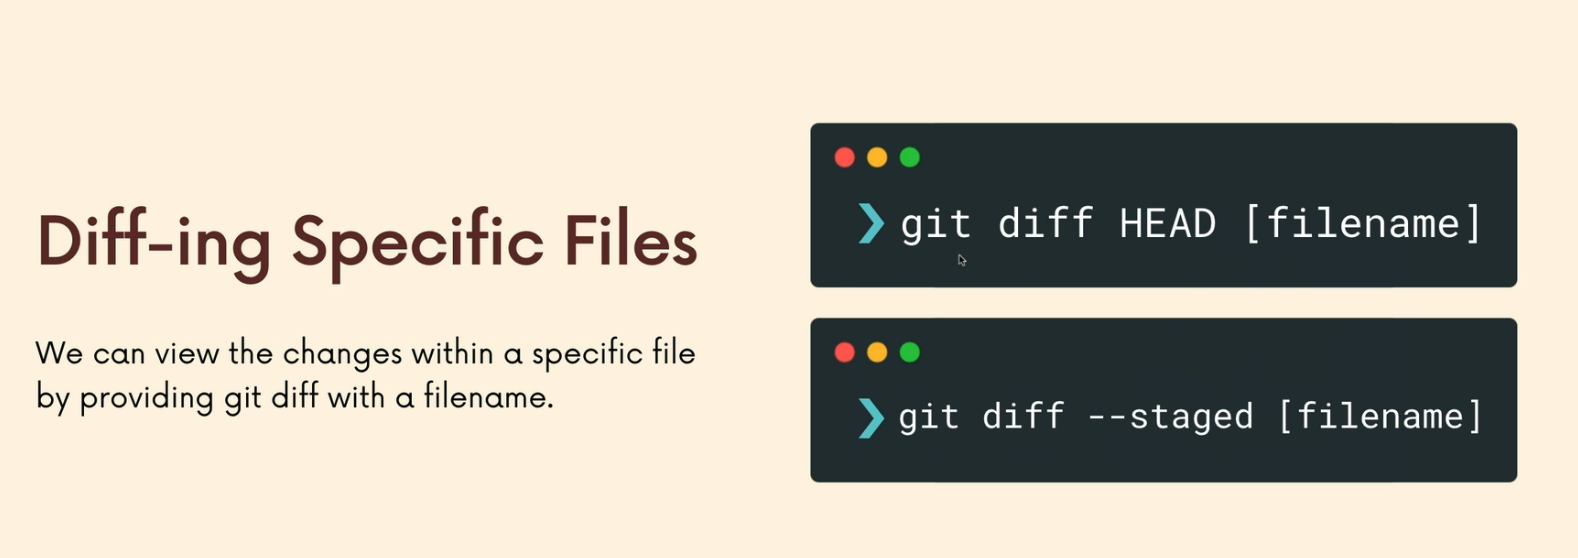 Diff-ing Specific Files
We can view the changes within a specific file
by providing git diff with a filename.
❯ git diff HEAD [filename]
❯ git diff --staged [filename]